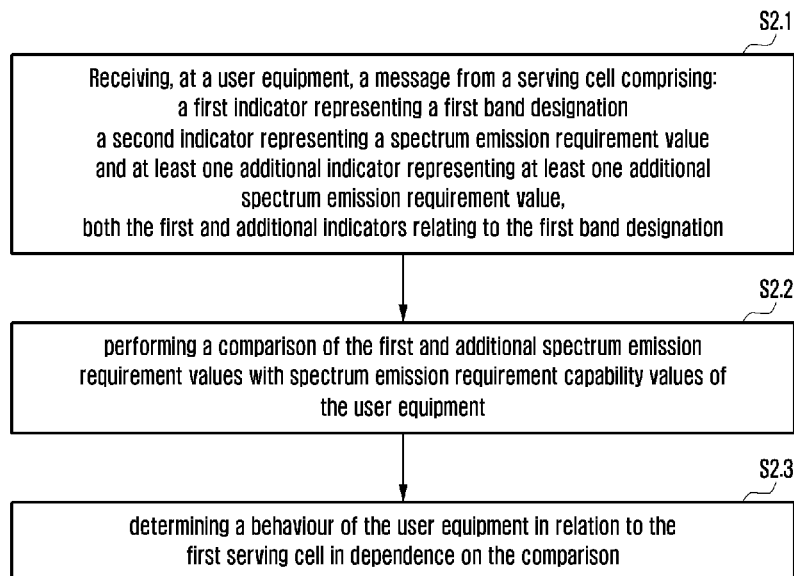 S2.1
Receiving, at a user equipment, a message from a serving cell comprising:
a first indicator representing a first band designation
a second indicator representing a spectrum emission requirement value
and at least one additional indicator representing at least one additional
spectrum emission requirement value,
both the first and additional indicators relating to the first band designation
S2.2
performing a comparison of the first and additional spectrum emission
requirement values with spectrum emission requirement capability values of
the user equipment
S2.3
determining a behaviour of the user equipment in relation to the
first serving cell in dependence on the comparison